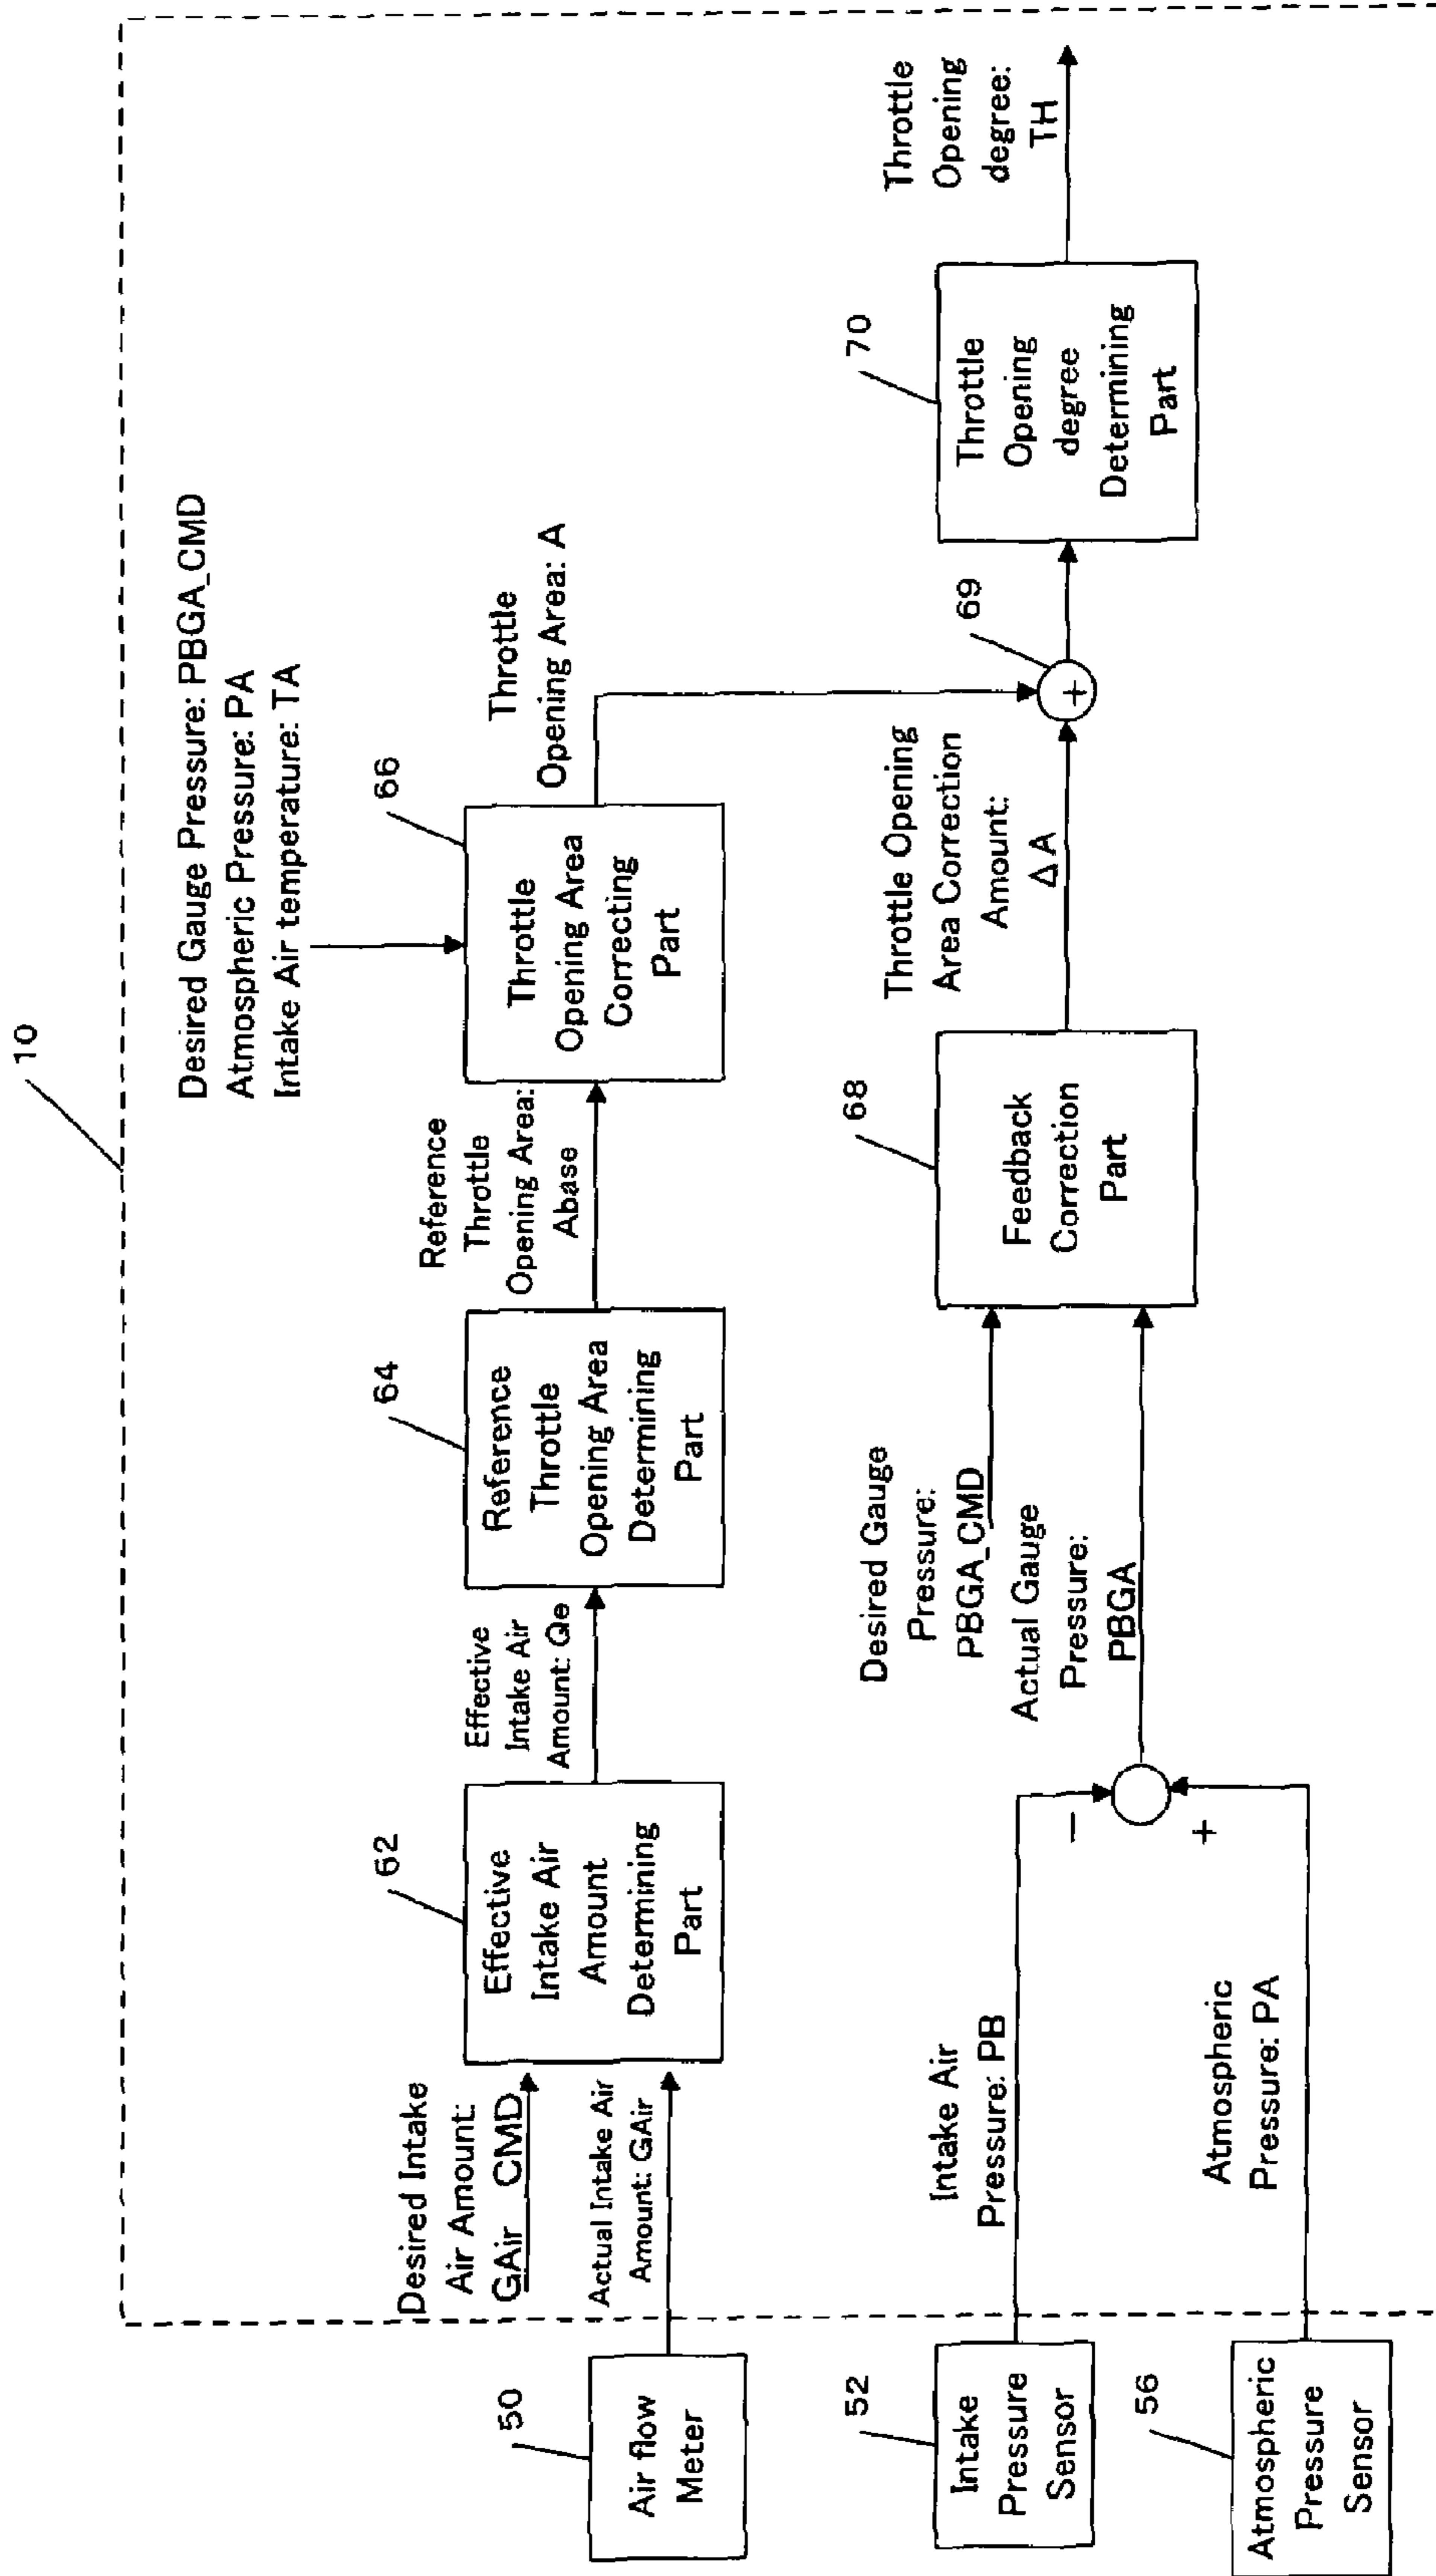 10
Desired Gauge Pressure: PBGA_CMD
Atmospheric Pressure: PA
Intake Air temperature: TA
50
Air flow
Meter
Desired Intake
Air Amount:
GAir CMD
Actual Intake Air
Amount: GAir
62
Effective
Intake Air
Amount
Determining
Part
Effective
Intake Air
Amount: Qe
64
Reference
Throttle
Opening Area
Determining
Part
Reference
Throttle
Opening Area:
Abase
66
Throttle
Opening Area
Correcting
Part
Throttle
Opening Area: A
52
Intake
Pressure
Sensor
Intake Air
Pressure: PB
56
Atmospheric
Pressure
Sensor
Atmospheric
Pressure: PA
−
+
Desired Gauge
Pressure:
PBGA_CMD
Actual Gauge
Pressure:
PBGA
68
Feedback
Correction
Part
Throttle Opening
Area Correction
Amount:
ΔA
69
+
70
Throttle
Opening
degree
Determining
Part
Throttle
Opening
degree:
TH